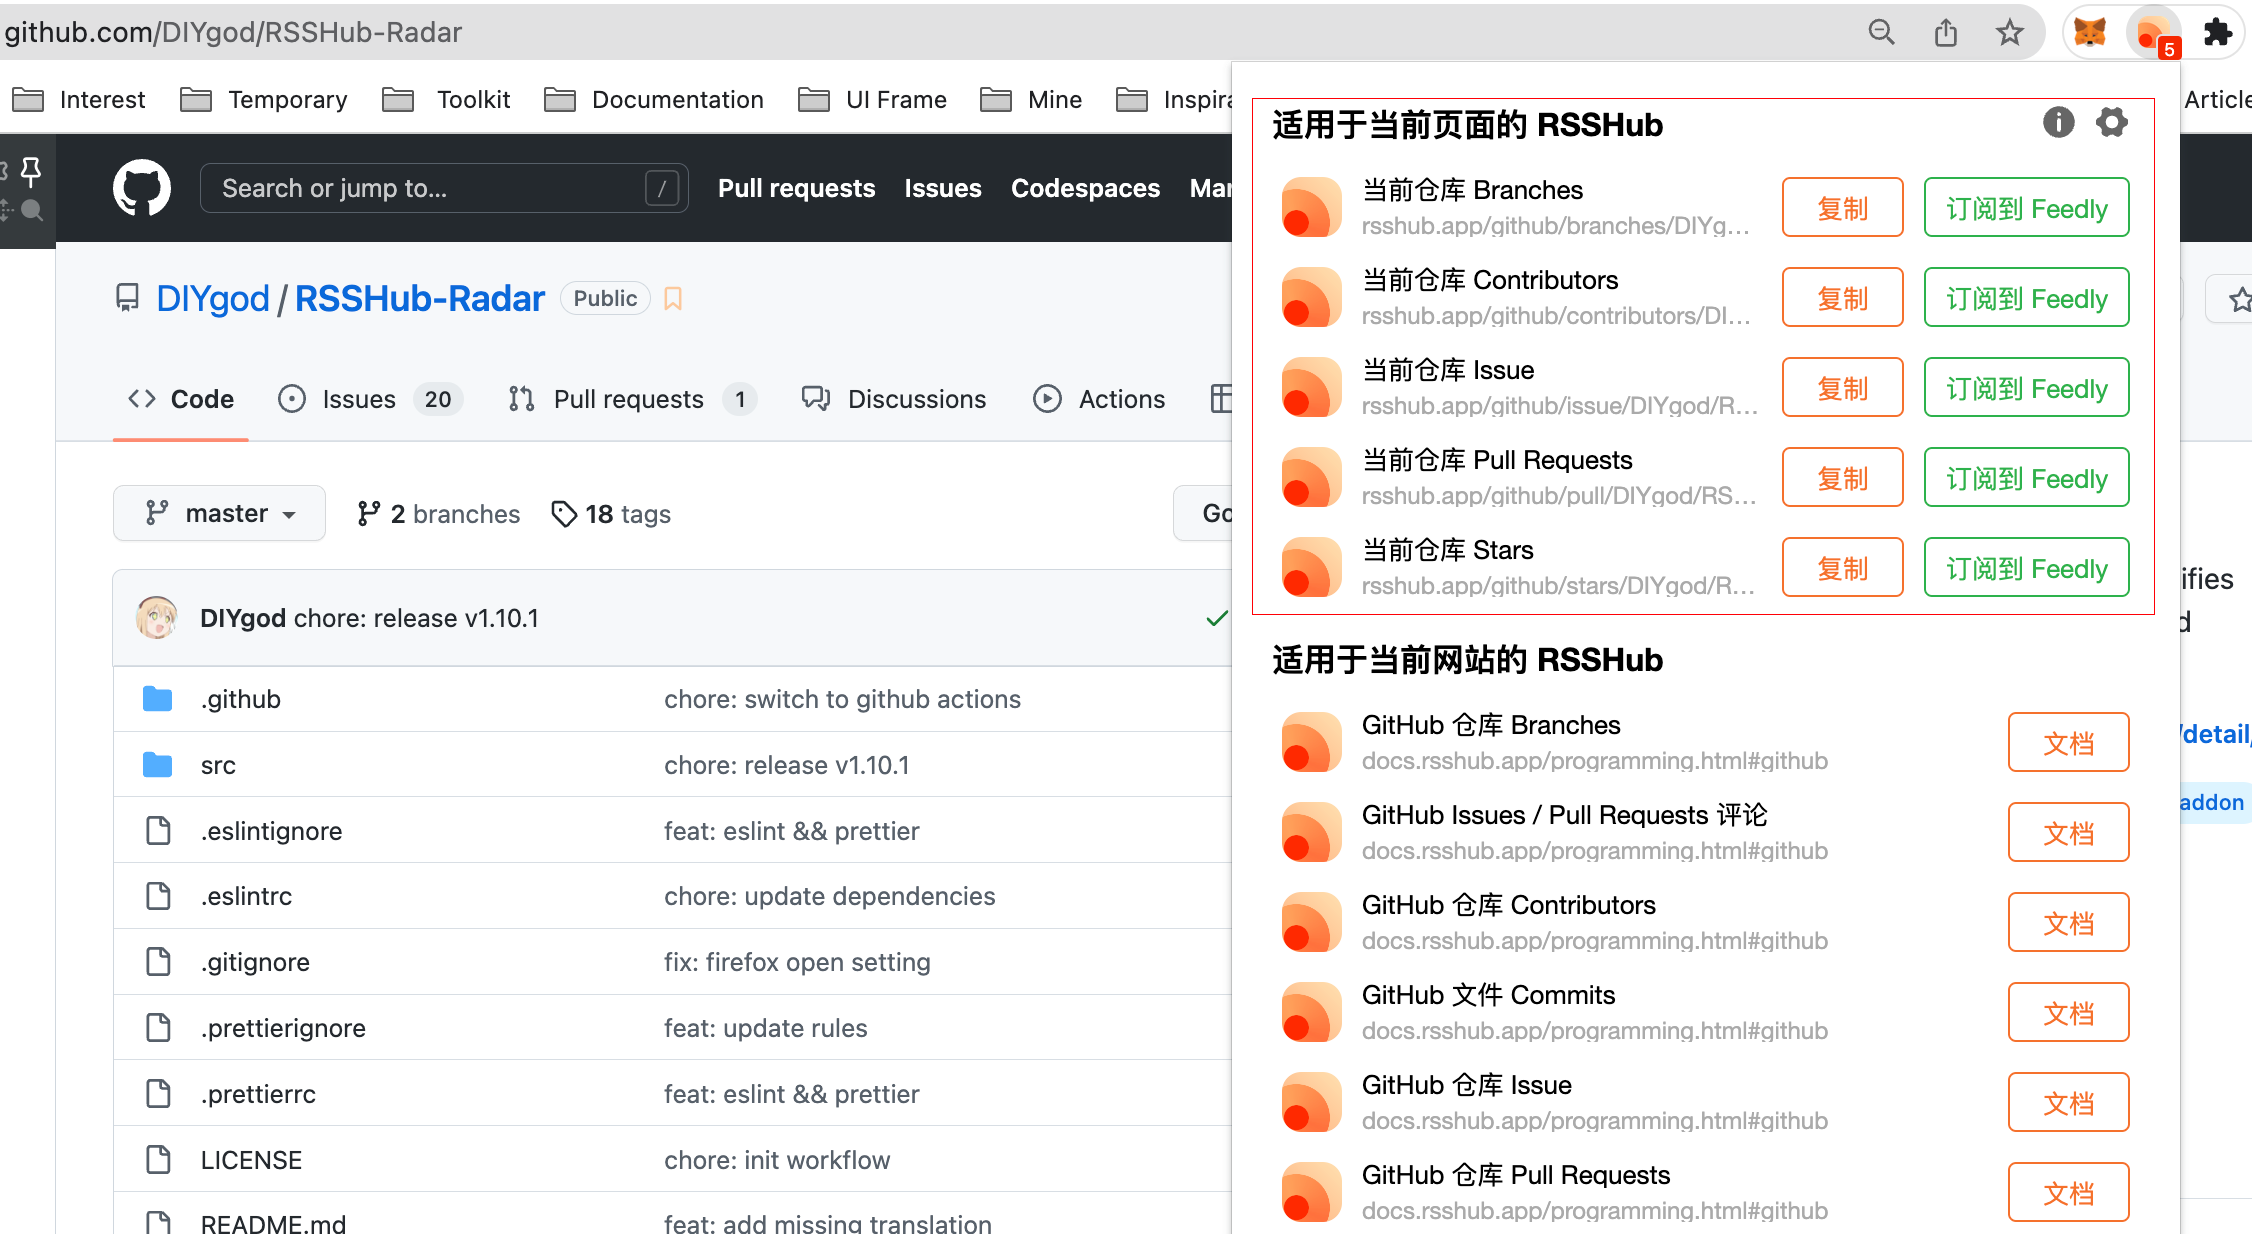 github.com/DIYgod/RSSHub-Radar
5
Interest
Temporary
Toolkit
Documentation
UI Frame
Mine
Inspira
Article
Search or jump to...
/
Pull requests
Issues
Codespaces
Mar
DIYgod / RSSHub-Radar
Public
Code
Issues 20
Pull requests 1
Discussions
Actions
master
2 branches
18 tags
Go
DIYgod chore: release v1.10.1
.github
chore: switch to github actions
src
chore: release v1.10.1
.eslintignore
feat: eslint && prettier
.eslintrc
chore: update dependencies
.gitignore
fix: firefox open setting
.prettierignore
feat: update rules
.prettierrc
feat: eslint && prettier
LICENSE
chore: init workflow
README.md
feat: add missing translation
适用于当前页面的 RSSHub
当前仓库 Branches
rsshub.app/github/branches/DIYg...
复制
订阅到 Feedly
当前仓库 Contributors
rsshub.app/github/contributors/DI...
复制
订阅到 Feedly
当前仓库 Issue
rsshub.app/github/issue/DIYgod/R...
复制
订阅到 Feedly
当前仓库 Pull Requests
rsshub.app/github/pull/DIYgod/RS...
复制
订阅到 Feedly
当前仓库 Stars
rsshub.app/github/stars/DIYgod/R...
复制
订阅到 Feedly
适用于当前网站的 RSSHub
GitHub 仓库 Branches
docs.rsshub.app/programming.html#github
文档
GitHub Issues / Pull Requests 评论
docs.rsshub.app/programming.html#github
文档
GitHub 仓库 Contributors
docs.rsshub.app/programming.html#github
文档
GitHub 文件 Commits
docs.rsshub.app/programming.html#github
文档
GitHub 仓库 Issue
docs.rsshub.app/programming.html#github
文档
GitHub 仓库 Pull Requests
docs.rsshub.app/programming.html#github
文档
ifies
d
/detail/
addon